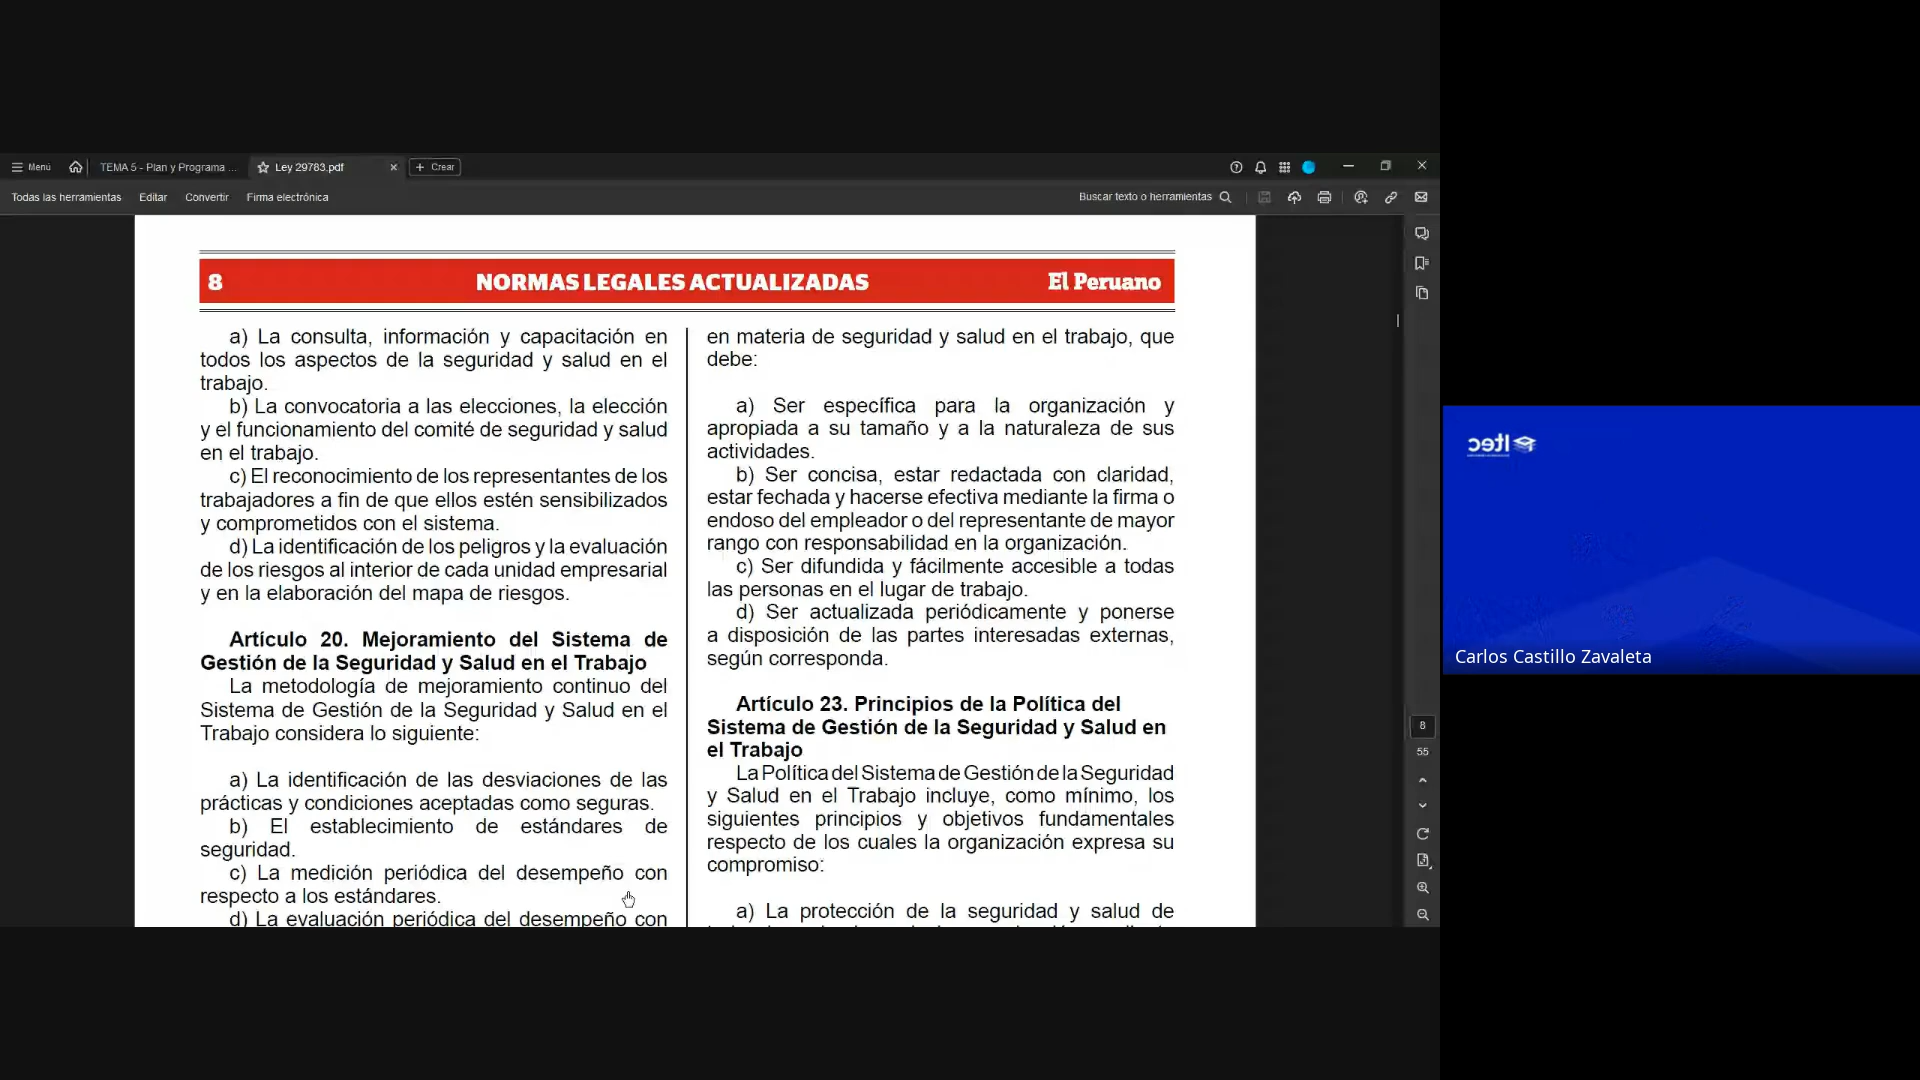 Menú
TEMA 5 - Plan y Programa ...
Ley 29783.pdf
Crear
Todas las herramientas
Editar
Convertir
Firma electrónica
Buscar texto o herramientas
8
NORMAS LEGALES ACTUALIZADAS
El Peruano
a) La consulta, información y capacitación en
todos los aspectos de la seguridad y salud en el
trabajo.
b) La convocatoria a las elecciones, la elección
y el funcionamiento del comité de seguridad y salud
en el trabajo.
c) El reconocimiento de los representantes de los
trabajadores a fin de que ellos estén sensibilizados
y comprometidos con el sistema.
d) La identificación de los peligros y la evaluación
de los riesgos al interior de cada unidad empresarial
y en la elaboración del mapa de riesgos.
Artículo 20. Mejoramiento del Sistema de
Gestión de la Seguridad y Salud en el Trabajo
La metodología de mejoramiento continuo del
Sistema de Gestión de la Seguridad y Salud en el
Trabajo considera lo siguiente:
a) La identificación de las desviaciones de las
prácticas y condiciones aceptadas como seguras.
b) El establecimiento de estándares de
seguridad.
c) La medición periódica del desempeño con
respecto a los estándares.
d) La evaluación periódica del desempeño con
en materia de seguridad y salud en el trabajo, que
debe:
a) Ser específica para la organización y
apropiada a su tamaño y a la naturaleza de sus
actividades.
b) Ser concisa, estar redactada con claridad,
estar fechada y hacerse efectiva mediante la firma o
endoso del empleador o del representante de mayor
rango con responsabilidad en la organización.
c) Ser difundida y fácilmente accesible a todas
las personas en el lugar de trabajo.
d) Ser actualizada periódicamente y ponerse
a disposición de las partes interesadas externas,
según corresponda.
Artículo 23. Principios de la Política del
Sistema de Gestión de la Seguridad y Salud en
el Trabajo
La Política del Sistema de Gestión de la Seguridad
y Salud en el Trabajo incluye, como mínimo, los
siguientes principios y objetivos fundamentales
respecto de los cuales la organización expresa su
compromiso:
a) La protección de la seguridad y salud de
8
55
Itec
Carlos Castillo Zavaleta